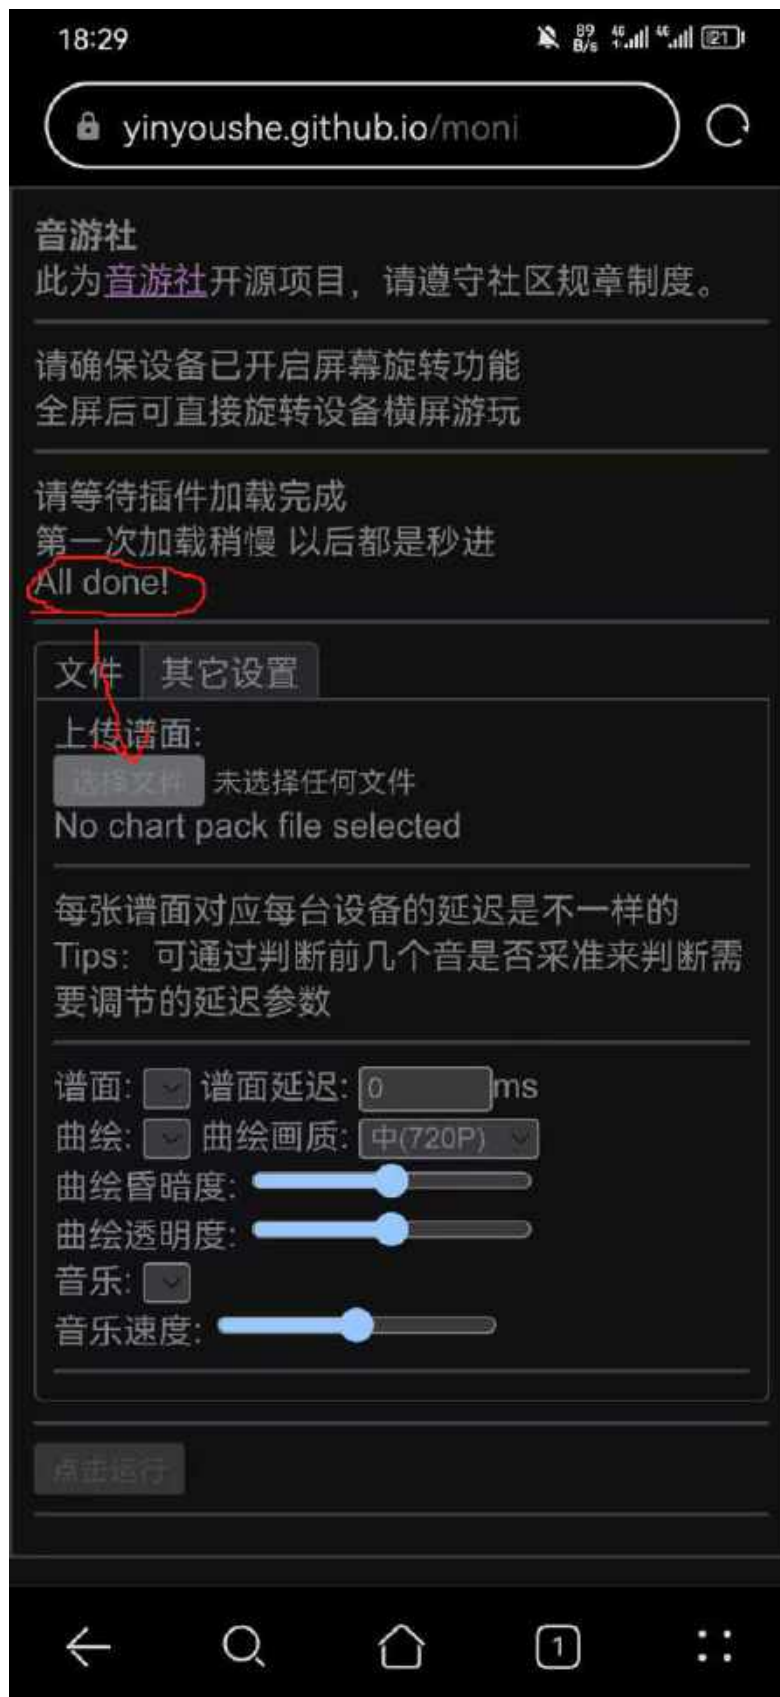 18:29
89 B/s 4G 4G 21
yinyoushe.github.io/moni
音游社
此为音游社开源项目，请遵守社区规章制度。
请确保设备已开启屏幕旋转功能
全屏后可直接旋转设备横屏游玩
请等待插件加载完成
第一次加载稍慢 以后都是秒进
All done!
文件 其它设置
上传谱面:
选择文件 未选择任何文件
No chart pack file selected
每张谱面对应每台设备的延迟是不一样的
Tips：可通过判断前几个音是否采准来判断需
要调节的延迟参数
谱面: 谱面延迟: 0 ms
曲绘: 曲绘画质: 中(720P)
曲绘昏暗度:
曲绘透明度:
音乐:
音乐速度:
点击运行
1